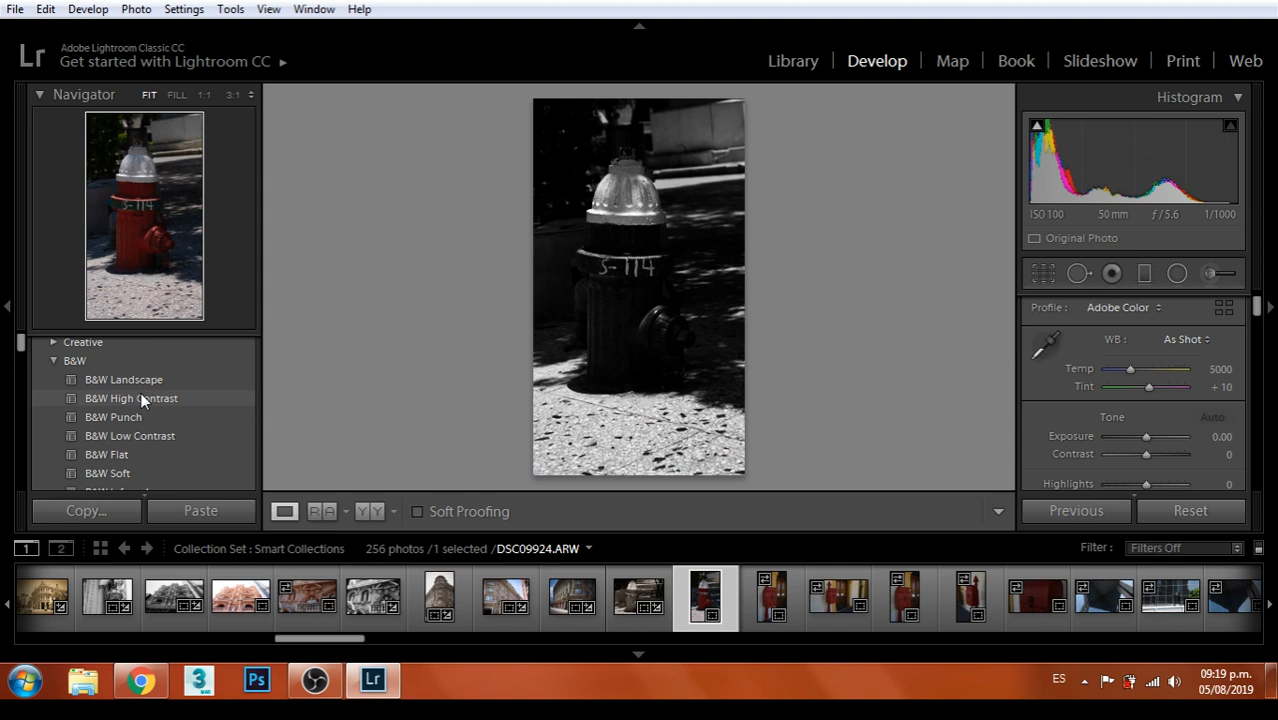 File Edit Develop Photo Settings Tools View Window Help
Lr
Adobe Lightroom Classic CC
Get started with Lightroom CC
Library Develop Map Book Slideshow Print Web
Navigator FIT FILL 1:1 3:1
Histogram
S-114
S-114
ISO 100 50 mm ƒ / 5.6 1/1000
Original Photo
Profile : Adobe Color
WB : As Shot
Temp 5000
Tint + 10
Tone Auto
Exposure 0.00
Contrast 0
Highlights 0
Creative
B&W
B&W Landscape
B&W High Contrast
B&W Punch
B&W Low Contrast
B&W Flat
B&W Soft
Copy... Paste
RA YY Soft Proofing
Previous Reset
1 2 Collection Set : Smart Collections 256 photos /1 selected /DSC09924.ARW Filter : Filters Off
Ps Lr
ES 09:19 p.m.
05/08/2019